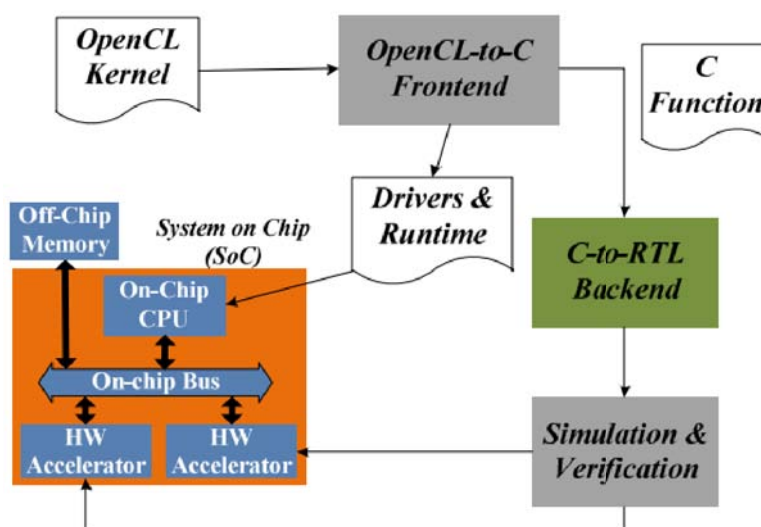 OpenCL
Kernel
OpenCL-to-C
Frontend
C
Function
Drivers &
Runtime
Off-Chip
Memory
System on Chip
(SoC)
C-to-RTL
Backend
On-Chip
CPU
On-chip Bus
HW
Accelerator
HW
Accelerator
Simulation &
Verification